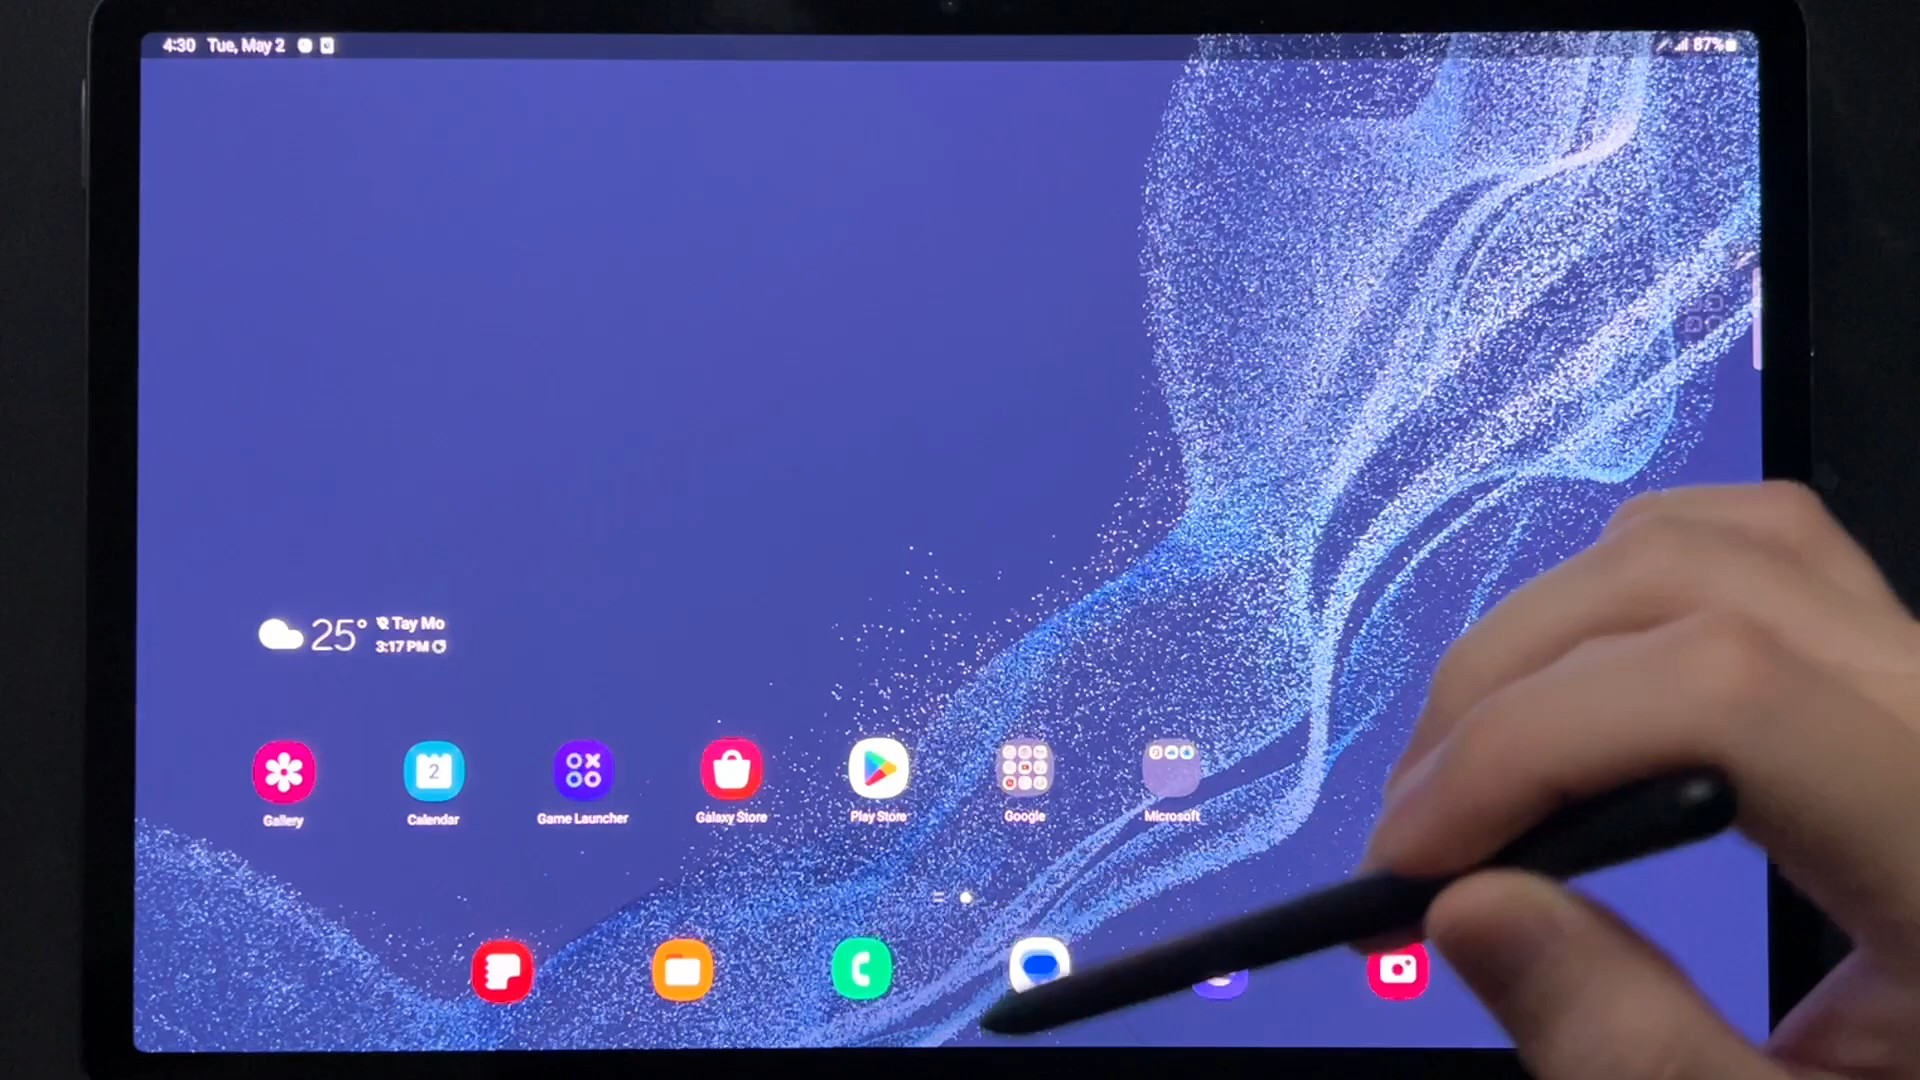 4:30 Tue, May 2
87%
25° Tay Mo
3:17 PM
2
Gallery
Calendar
Game Launcher
Galaxy Store
Play Store
Google
Microsoft